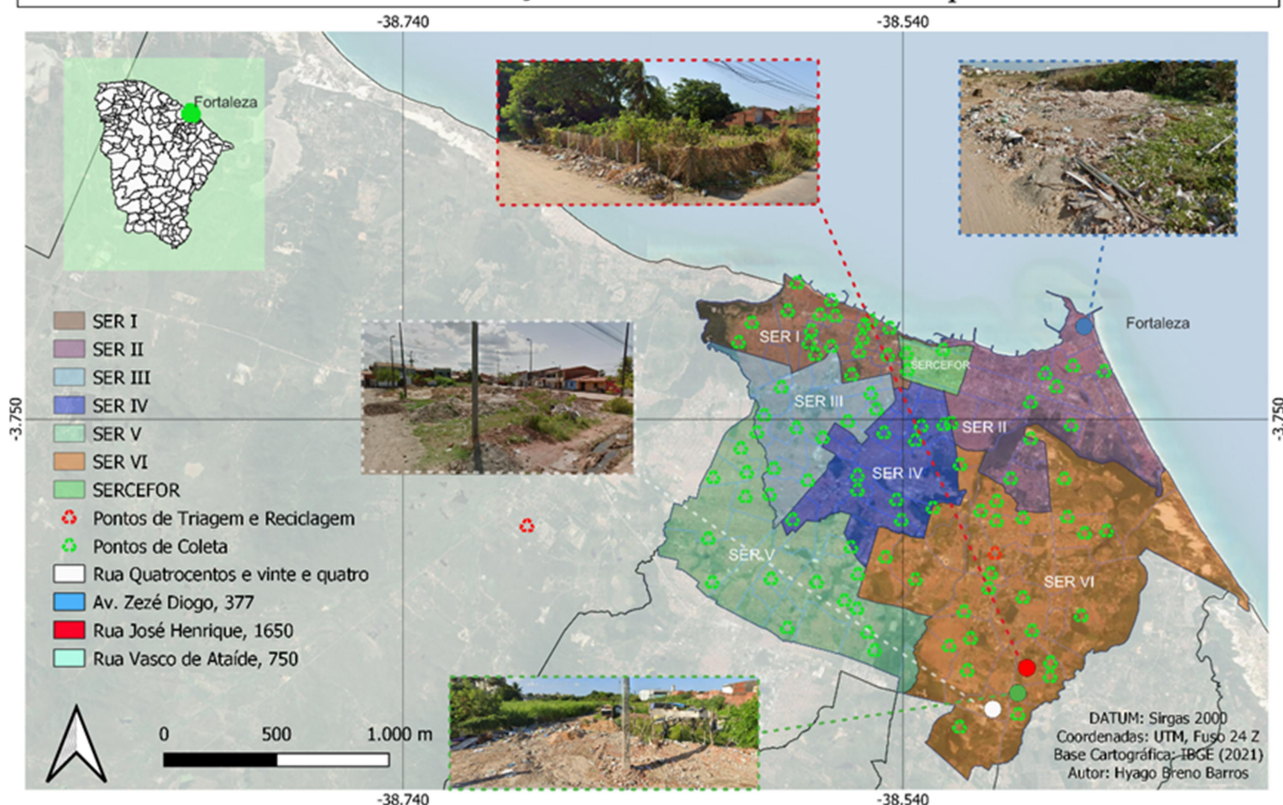 -38.740
-38.540
Fortaleza
Fortaleza
SER I
SERCEFOR
SER III
SER II
SER IV
SER V
SER VI
-3.750
-3.750
SER I
SER II
SER III
SER IV
SER V
SER VI
SERCEFOR
Pontos de Triagem e Reciclagem
Pontos de Coleta
Rua Quatrocentos e vinte e quatro
Av. Zezé Diogo, 377
Rua José Henrique, 1650
Rua Vasco de Ataíde, 750
0 500 1.000 m
DATUM: Sirgas 2000
Coordenadas: UTM, Fuso 24 Z
Base Cartográfica: IBGE (2021)
Autor: Hyago Breno Barros
-38.740
-38.540